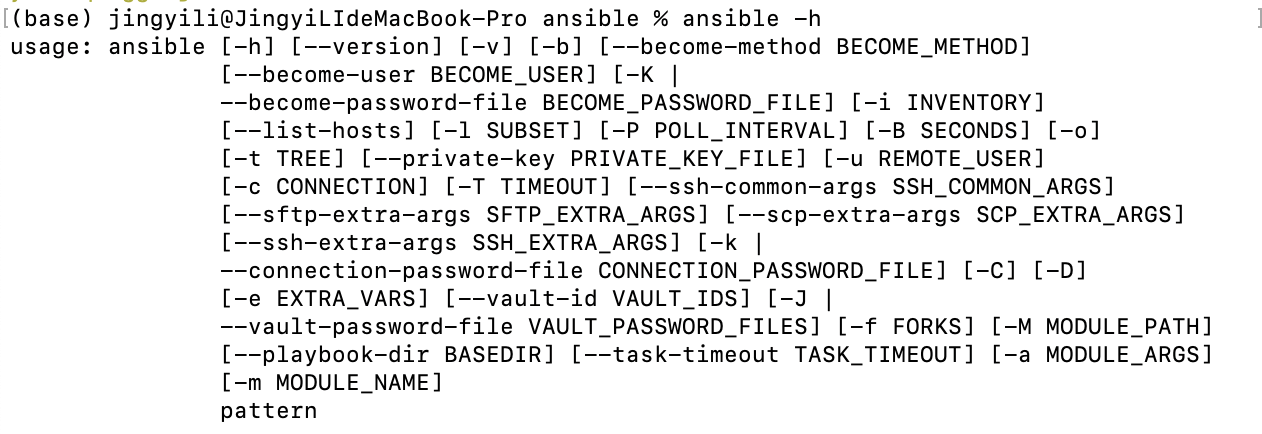 [(base) jingyili@JingyiLIdeMacBook-Pro ansible % ansible -h ]
usage: ansible [-h] [--version] [-v] [-b] [--become-method BECOME_METHOD]
               [--become-user BECOME_USER] [-K |
               --become-password-file BECOME_PASSWORD_FILE] [-i INVENTORY]
               [--list-hosts] [-l SUBSET] [-P POLL_INTERVAL] [-B SECONDS] [-o]
               [-t TREE] [--private-key PRIVATE_KEY_FILE] [-u REMOTE_USER]
               [-c CONNECTION] [-T TIMEOUT] [--ssh-common-args SSH_COMMON_ARGS]
               [--sftp-extra-args SFTP_EXTRA_ARGS] [--scp-extra-args SCP_EXTRA_ARGS]
               [--ssh-extra-args SSH_EXTRA_ARGS] [-k |
               --connection-password-file CONNECTION_PASSWORD_FILE] [-C] [-D]
               [-e EXTRA_VARS] [--vault-id VAULT_IDS] [-J |
               --vault-password-file VAULT_PASSWORD_FILES] [-f FORKS] [-M MODULE_PATH]
               [--playbook-dir BASEDIR] [--task-timeout TASK_TIMEOUT] [-a MODULE_ARGS]
               [-m MODULE_NAME]
               pattern